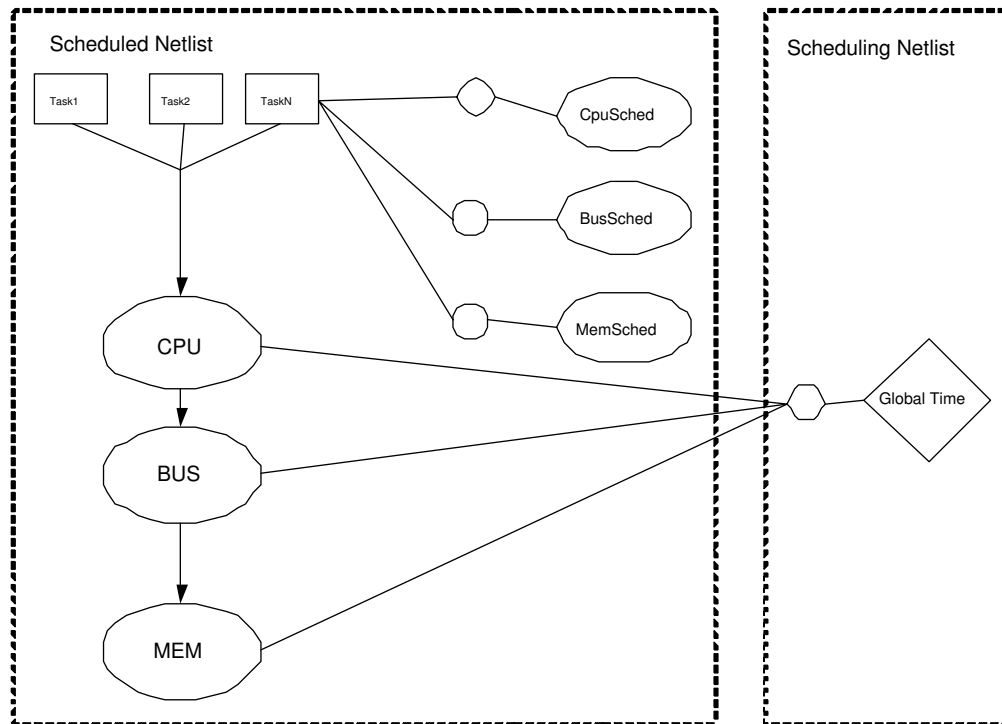 Scheduled Netlist
Scheduling Netlist
Task1
Task2
TaskN
CpuSched
BusSched
MemSched
CPU
Global Time
BUS
MEM